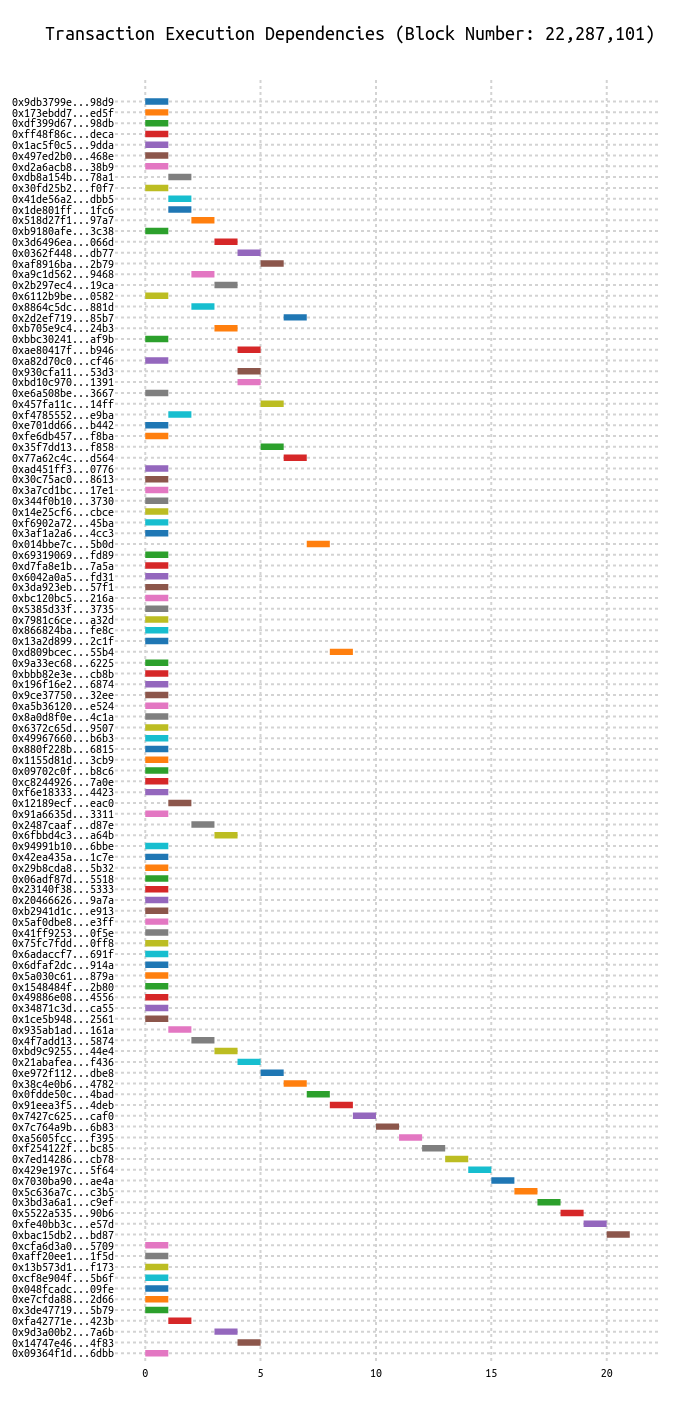 Transaction Execution Dependencies (Block Number: 22,287,101)
0x9db3799e...98d9
0x173ebdd7...ed5f
0xdf399d67...98db
0xff48f86c...deca
0x1ac5f0c5...9dda
0x497ed2b0...468e
0xd2a6acb8...38b9
0xdb8a154b...78a1
0x30fd25b2...f0f7
0x41de56a2...dbb5
0x1de801ff...1fc6
0x518d27f1...97a7
0xb9180afe...3c38
0x3d6496ea...066d
0x0362f448...db77
0xaf8916ba...2b79
0xa9c1d562...9468
0x2b297ec4...19ca
0x6112b9be...0582
0x8864c5dc...881d
0x2d2ef719...85b7
0xb705e9c4...24b3
0xbbc30241...af9b
0xae80417f...b946
0xa82d70c0...cf46
0x930cfa11...53d3
0xbd10c970...1391
0xe6a508be...3667
0x457fa11c...14ff
0xf4785552...e9ba
0xe701dd66...b442
0xfe6db457...f8ba
0x35f7dd13...f858
0x77a62c4c...d564
0xad451ff3...0776
0x30c75ac0...8613
0x3a7cd1bc...17e1
0x344f0b10...3730
0x14e25cf6...cbce
0xf6902a72...45ba
0x3af1a2a6...4cc3
0x014bbe7c...5b0d
0x69319069...fd89
0xd7fa8e1b...7a5a
0x6042a0a5...fd31
0x3da923eb...57f1
0xbc120bc5...216a
0x5385d33f...3735
0x7981c6ce...a32d
0x866824ba...fe8c
0x13a2d899...2c1f
0xd809bcec...55b4
0x9a33ec68...6225
0xbbb82e3e...cb8b
0x196f16e2...6874
0x9ce37750...32ee
0xa5b36120...e524
0x8a0d8f0e...4c1a
0x6372c65d...9507
0x49967660...b6b3
0x880f228b...6815
0x1155d81d...3cb9
0x09702c0f...b8c6
0xc8244926...7a0e
0xf6e18333...4423
0x12189ecf...eac0
0x91a6635d...3311
0x2487caaf...d87e
0x6fbbd4c3...a64b
0x94991b10...6bbe
0x42ea435a...1c7e
0x29b8cda8...5b32
0x06adf87d...5518
0x23140f38...5333
0x20466626...9a7a
0xb2941d1c...e913
0x5af0dbe8...e3ff
0x41ff9253...0f5e
0x75fc7fdd...0ff8
0x6adaccf7...691f
0x6dfaf2dc...914a
0x5a030c61...879a
0x1548484f...2b80
0x49886e08...4556
0x34871c3d...ca55
0x1ce5b948...2561
0x935ab1ad...161a
0x4f7add13...5874
0xbd9c9255...44e4
0x21abafea...f436
0xe972f112...dbe8
0x38c4e0b6...4782
0x0fdde50c...4bad
0x91eea3f5...4deb
0x7427c625...caf0
0x7c764a9b...6b83
0xa5605fcc...f395
0xf254122f...bc85
0x7ed14286...cb78
0x429e197c...5f64
0x7030ba90...ae4a
0x5c636a7c...c3b5
0x3bd3a6a1...c9ef
0x5522a535...90b6
0xfe40bb3c...e57d
0xbac15db2...bd87
0xcfa6d3a0...5709
0xaff20ee1...1f5d
0x13b573d1...f173
0xcf8e904f...5b6f
0x048fcadc...09fe
0xe7cfda88...2d66
0x3de47719...5b79
0xfa42771e...423b
0x9d3a00b2...7a6b
0x14747e46...4f83
0x09364f1d...6dbb
0 5 10 15 20